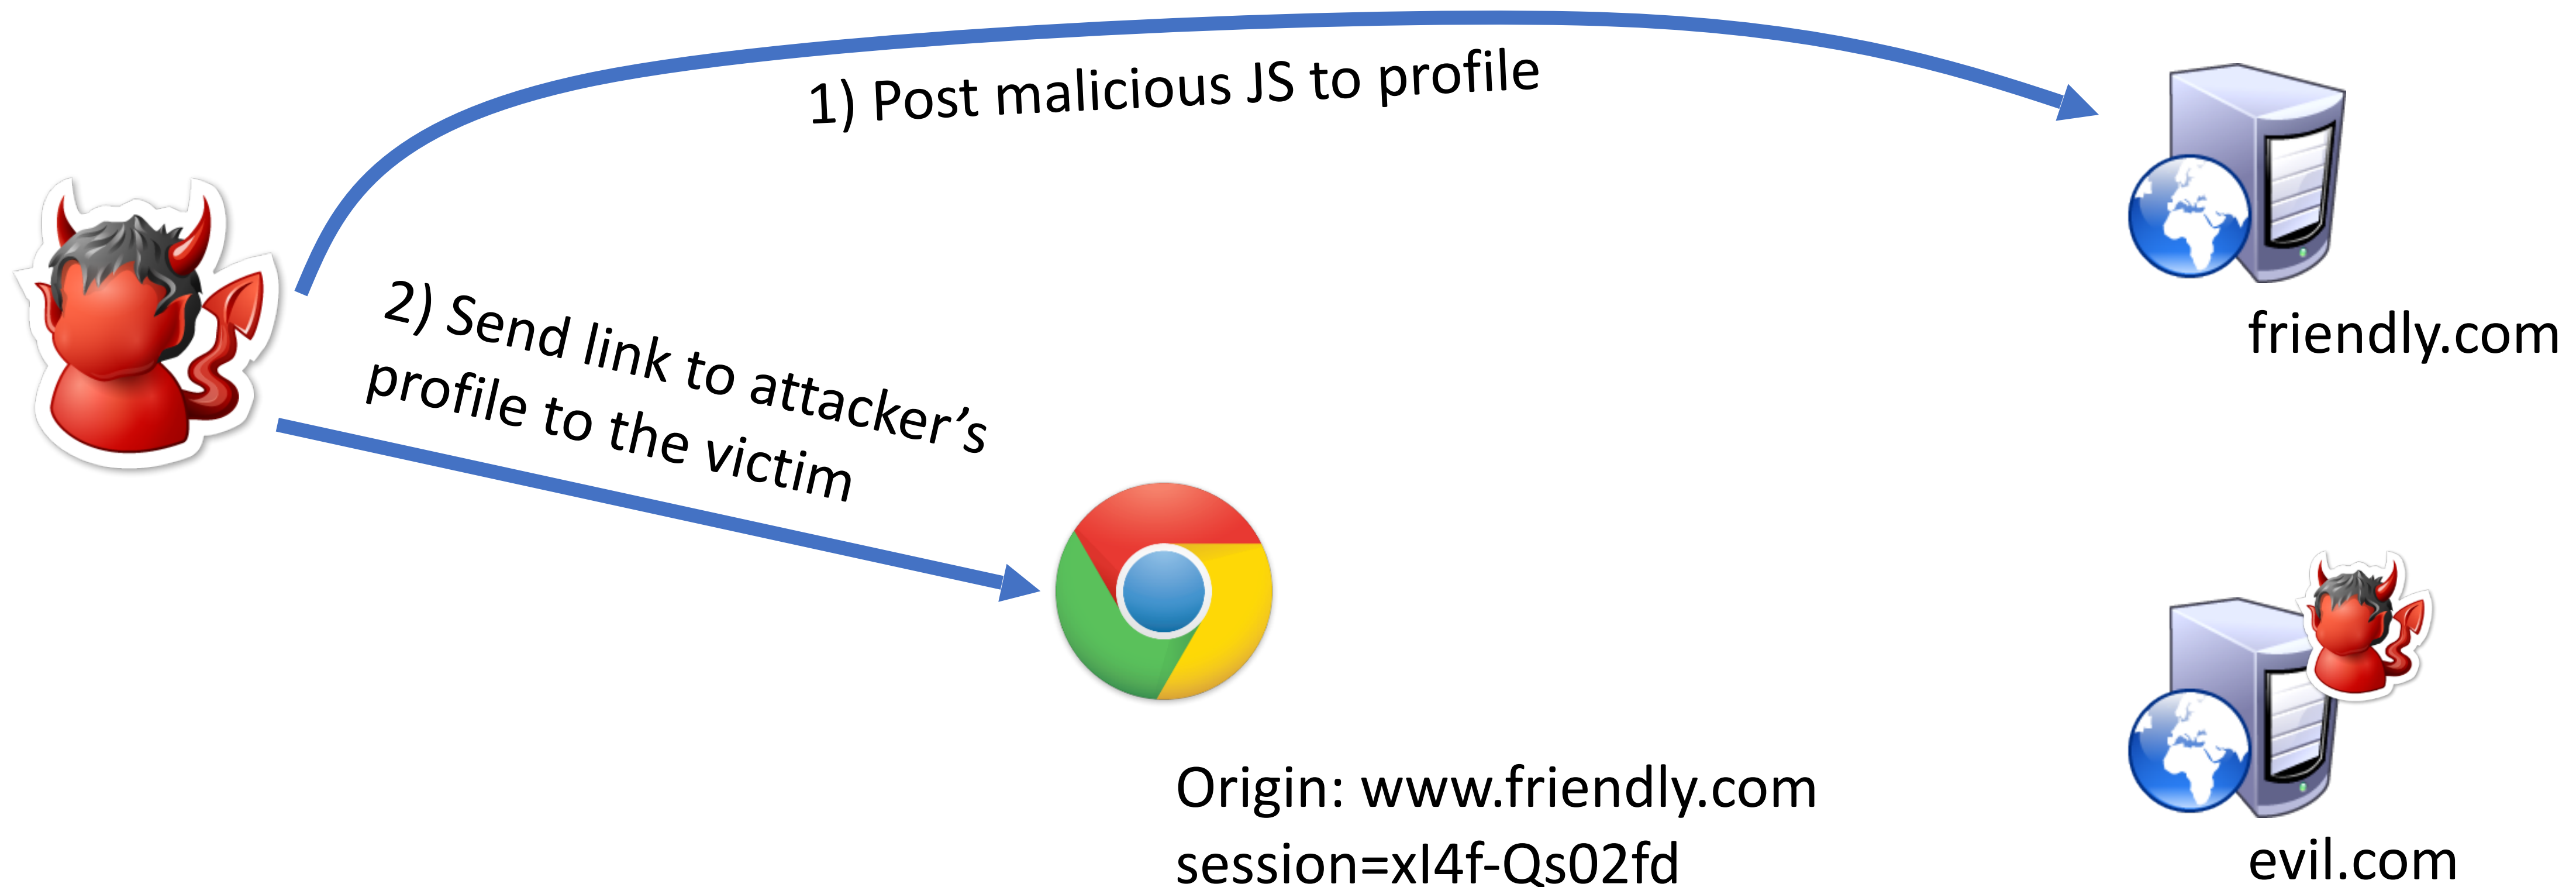 1) Post malicious JS to profile
2) Send link to attacker’s
profile to the victim
friendly.com
Origin: www.friendly.com
session=xI4f-Qs02fd
evil.com